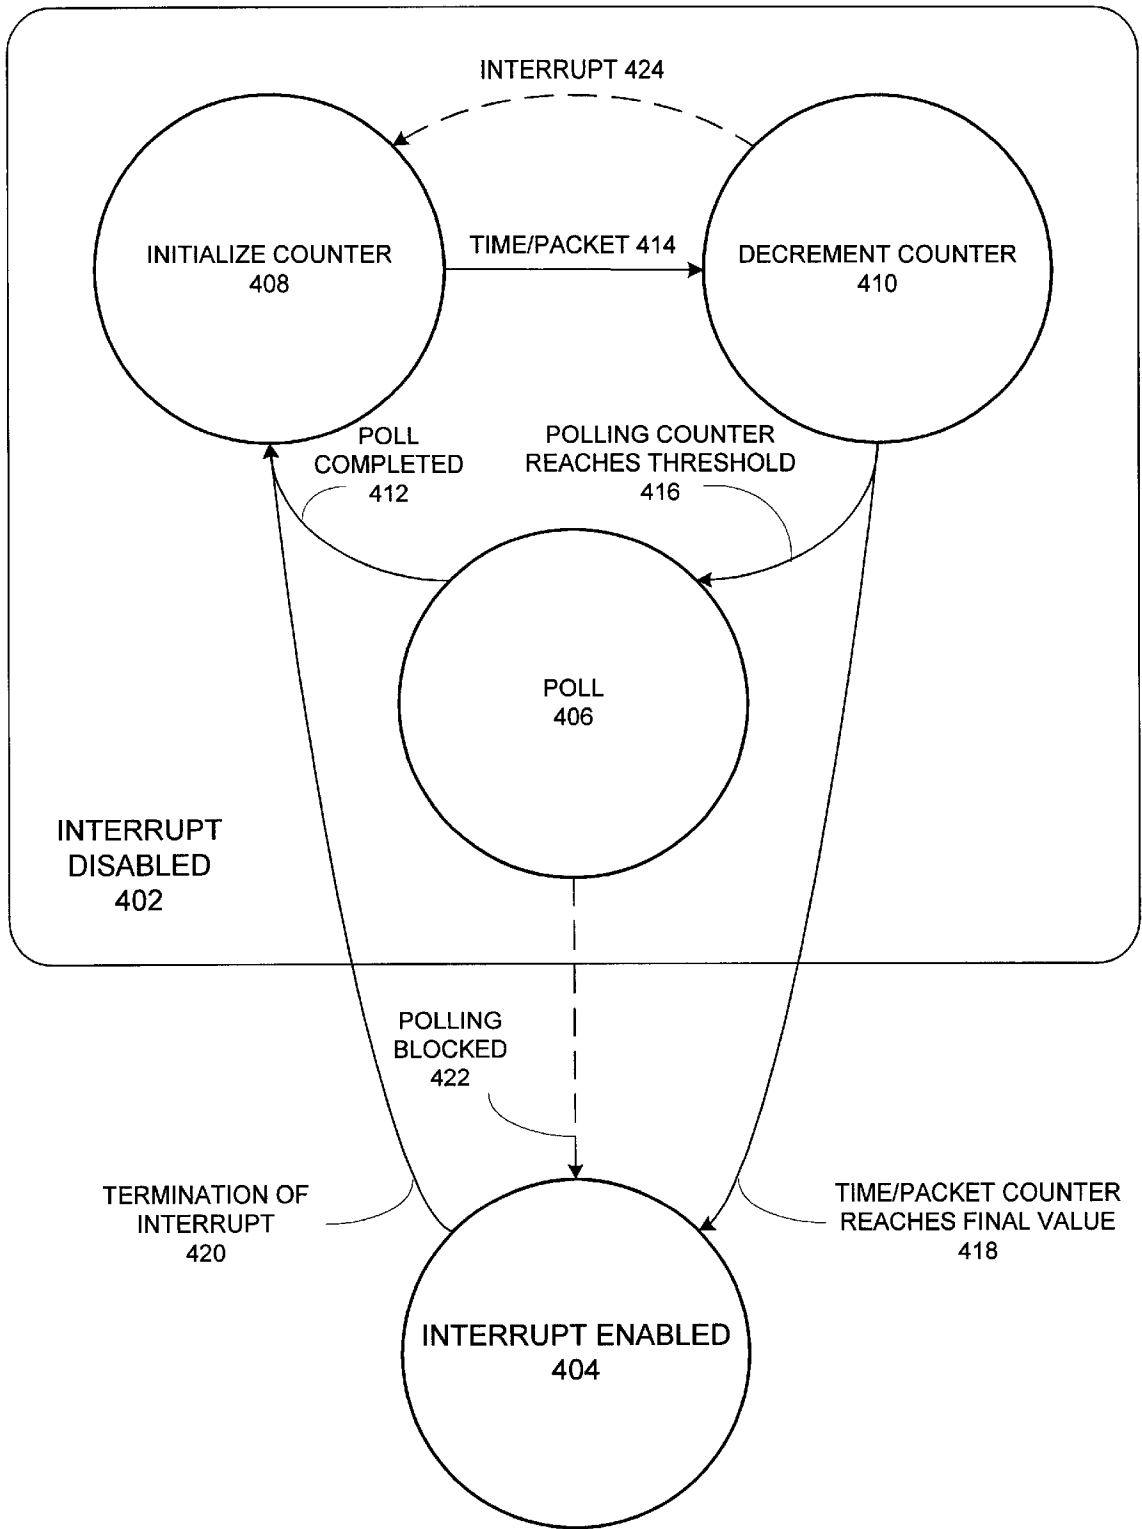 INTERRUPT 424
INITIALIZE COUNTER
408
TIME/PACKET 414
DECREMENT COUNTER
410
POLL
COMPLETED
412
POLLING COUNTER
REACHES THRESHOLD
416
POLL
406
INTERRUPT
DISABLED
402
POLLING
BLOCKED
422
TERMINATION OF
INTERRUPT
420
TIME/PACKET COUNTER
REACHES FINAL VALUE
418
INTERRUPT ENABLED
404